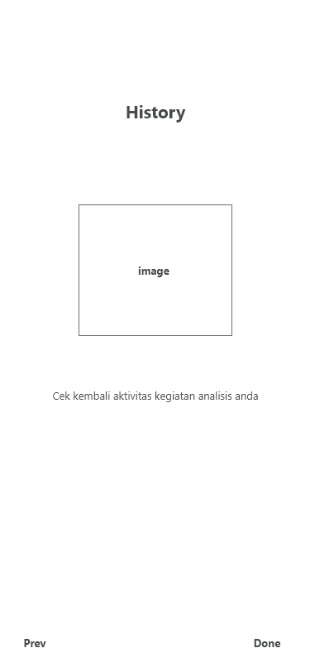 History
image
Cek kembali aktivitas kegiatan analisis anda
Prev
Done